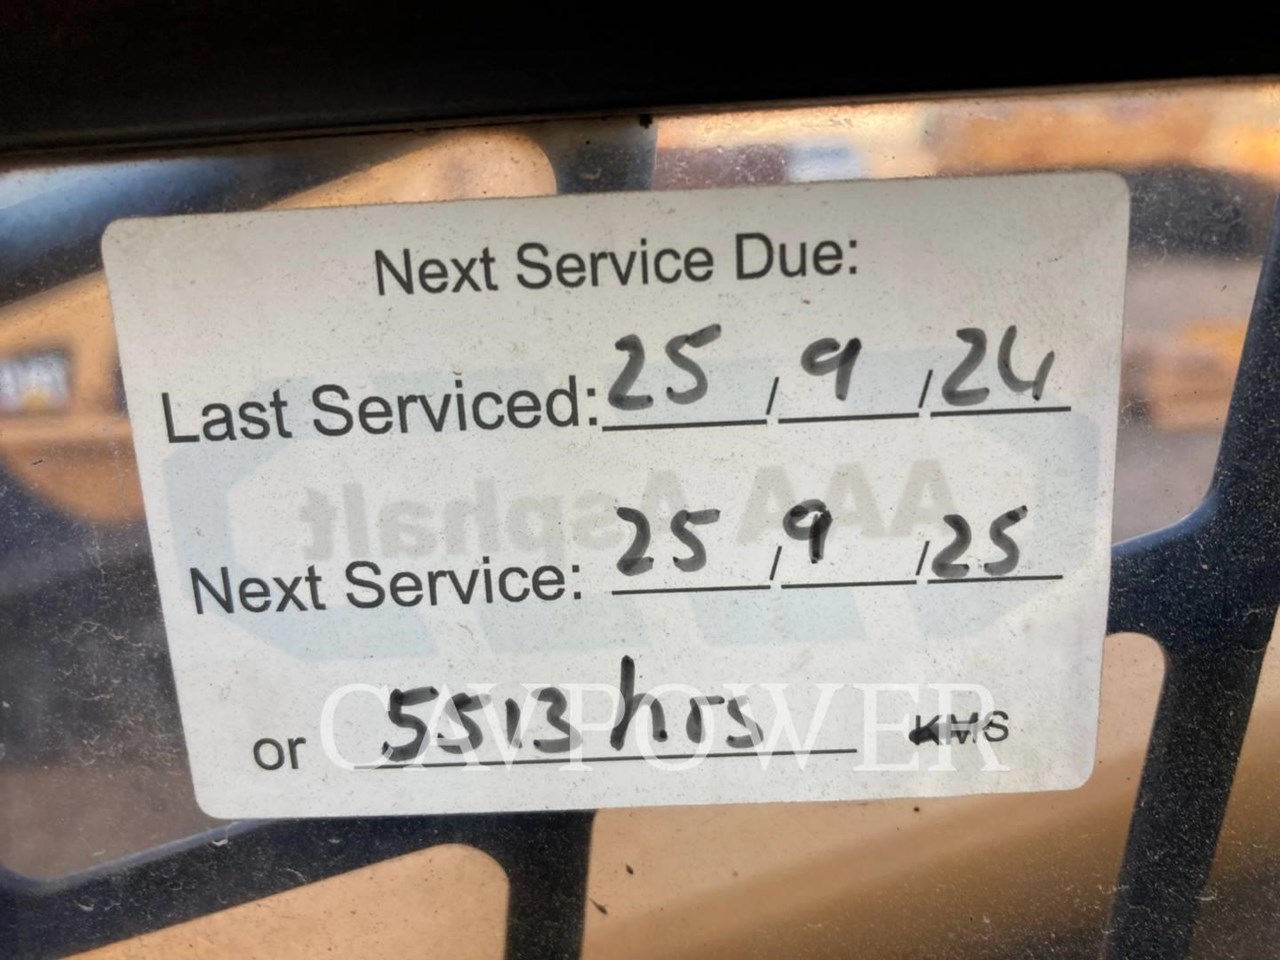 Next Service Due:
Last Serviced: 25 / 9 / 24
AAA Asphalt
Next Service: 25 / 9 / 25
or 5513 hrs KMS
CAVPOWER